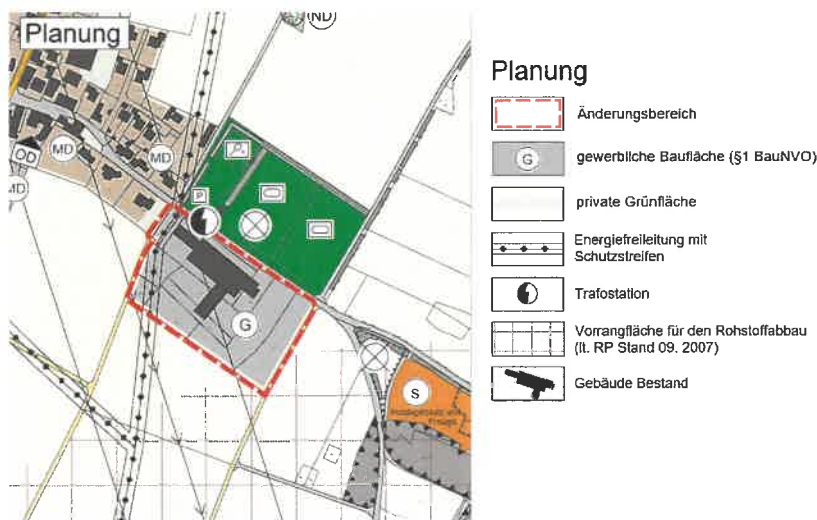 Planung
ND
MD
MD
OD
MD
P
G
S
Planung
Änderungsbereich
G
gewerbliche Baufläche (§1 BauNVO)
private Grünfläche
Energiefreileitung mit
Schutzstreifen
Trafostation
Vorrangfläche für den Rohstoffabbau
(lt. RP Stand 09. 2007)
Gebäude Bestand